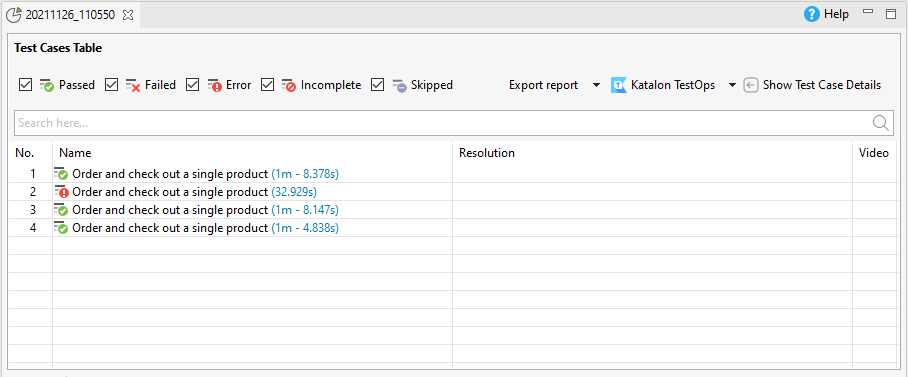 20211126_110550
Help
Test Cases Table
Passed Failed Error Incomplete Skipped Export report Katalon TestOps Show Test Case Details
Search here...
No. Name Resolution Video
1 Order and check out a single product (1m - 8.378s)
2 Order and check out a single product (32.929s)
3 Order and check out a single product (1m - 8.147s)
4 Order and check out a single product (1m - 4.838s)